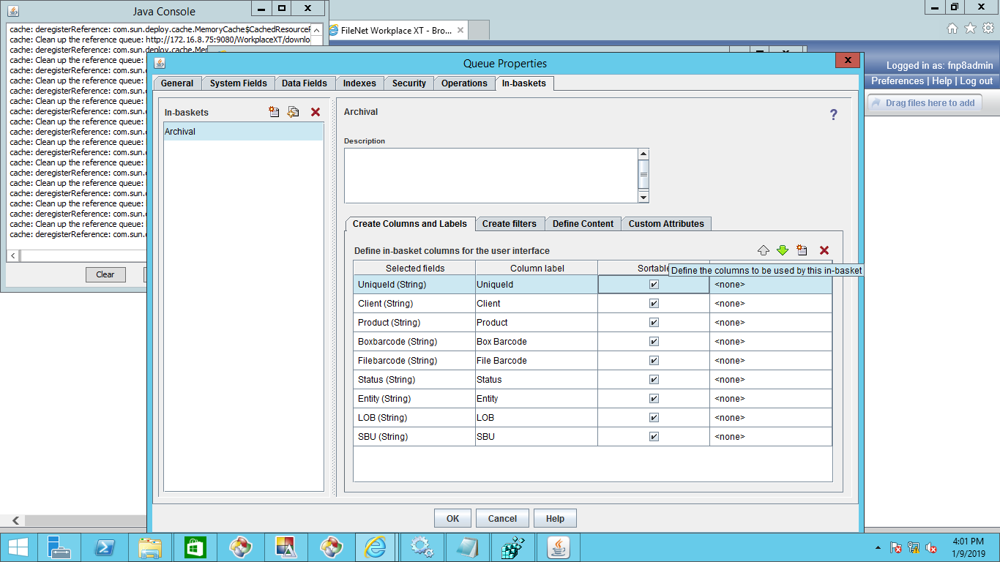 Java Console
cache: deregisterReference: com.sun.deploy.cache.MemoryCache$CachedResourceR
cache: Clean up the reference queue: http://172.16.8.75:9080/WorkplaceXT/downlo
cache: deregisterReference: com.sun.deploy.cache.Mem
cache: Clean up the reference queue:
cache: deregisterReference: com.sun.d
cache: Clean up the reference queue:
cache: deregisterReference: com.sun.d
cache: Clean up the reference queue:
cache: deregisterReference: com.sun.d
cache: Clean up the reference queue:
cache: deregisterReference: com.sun.d
cache: Clean up the reference queue:
cache: deregisterReference: com.sun.d
cache: Clean up the reference queue:
cache: deregisterReference: com.sun.d
cache: Clean up the reference queue:
cache: deregisterReference: com.sun.d
cache: Clean up the reference queue:
cache: deregisterReference: com.sun.d
cache: Clean up the reference queue:
cache: deregisterReference: com.sun.d
Clear
FileNet Workplace XT - Bro...
Logged in as: fnp8admin
Preferences | Help | Log out
Drag files here to add
Queue Properties
General System Fields Data Fields Indexes Security Operations In-baskets
In-baskets
Archival
Archival
?
Description
Create Columns and Labels Create filters Define Content Custom Attributes
Define in-basket columns for the user interface
Selected fields Column label Sortable
Define the columns to be used by this in-basket
UniqueId (String) UniqueId <none>
Client (String) Client <none>
Product (String) Product <none>
Boxbarcode (String) Box Barcode <none>
Filebarcode (String) File Barcode <none>
Status (String) Status <none>
Entity (String) Entity <none>
LOB (String) LOB <none>
SBU (String) SBU <none>
OK Cancel Help
4:01 PM
1/9/2019